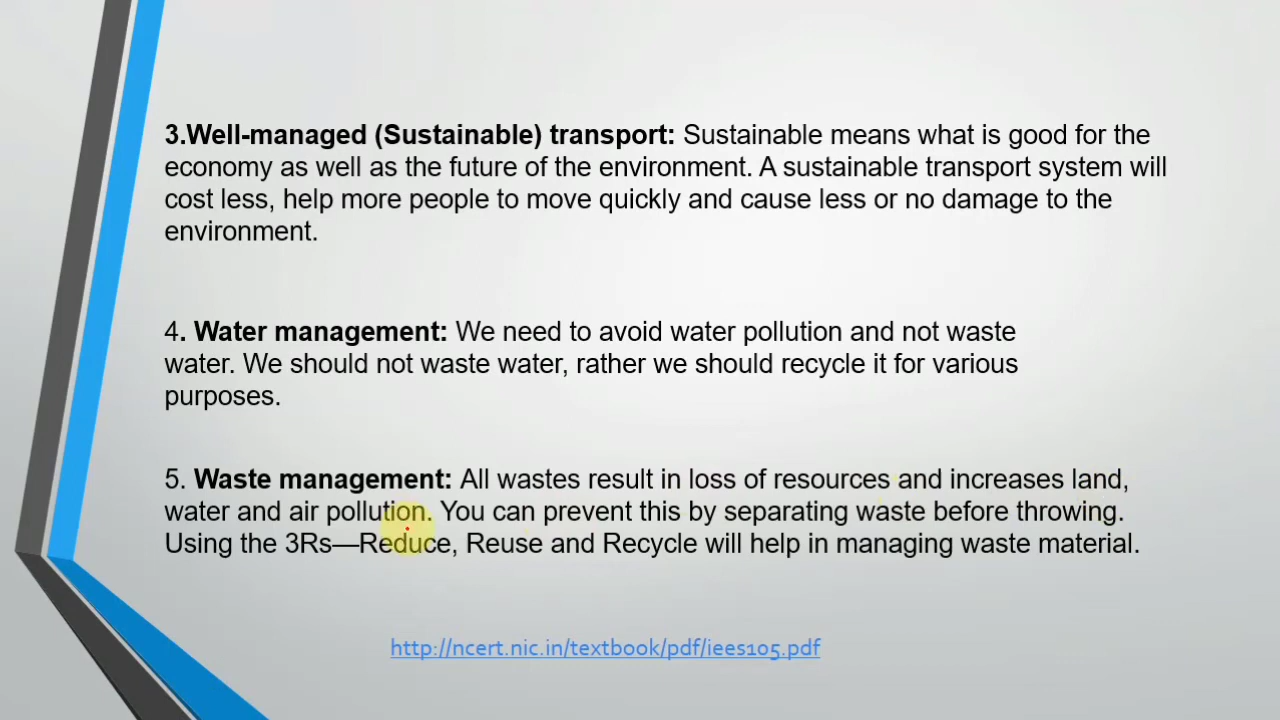 3.Well-managed (Sustainable) transport: Sustainable means what is good for the
economy as well as the future of the environment. A sustainable transport system will
cost less, help more people to move quickly and cause less or no damage to the
environment.
4. Water management: We need to avoid water pollution and not waste
water. We should not waste water, rather we should recycle it for various
purposes.
5. Waste management: All wastes result in loss of resources and increases land,
water and air pollution. You can prevent this by separating waste before throwing.
Using the 3Rs—Reduce, Reuse and Recycle will help in managing waste material.
http://ncert.nic.in/textbook/pdf/iees105.pdf